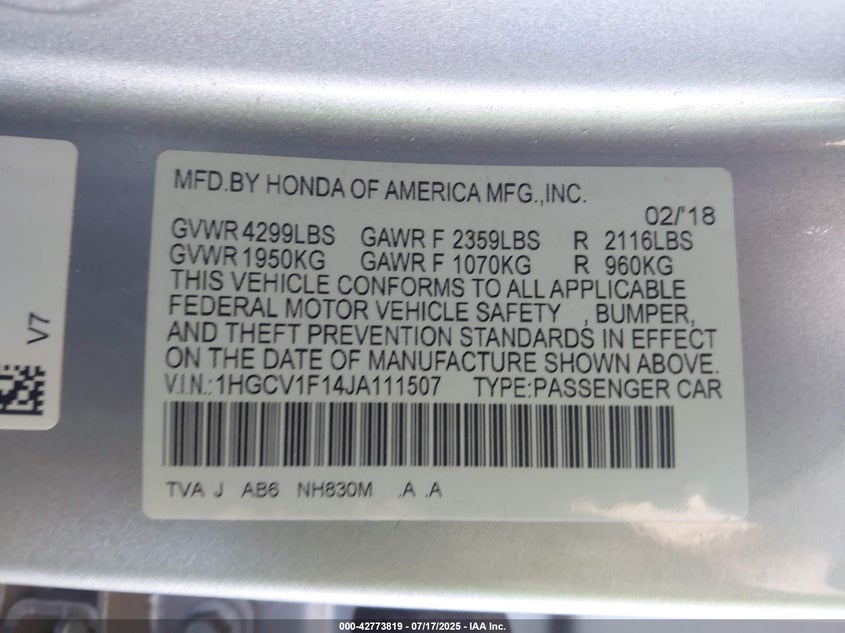 MFD.BY HONDA OF AMERICA MFG.,INC.
02/'18
GVWR 4299LBS GAWR F 2359LBS R 2116LBS
GVWR 1950KG GAWR F 1070KG R 960KG
THIS VEHICLE CONFORMS TO ALL APPLICABLE
FEDERAL MOTOR VEHICLE SAFETY , BUMPER,
AND THEFT PREVENTION STANDARDS IN EFFECT
ON THE DATE OF MANUFACTURE SHOWN ABOVE.
V.I.N.:1HGCV1F14JA111507 TYPE:PASSENGER CAR
TVA J AB6 NH830M .A .A
V7
000-42773819 | 07/17/2025 - IAA Inc.